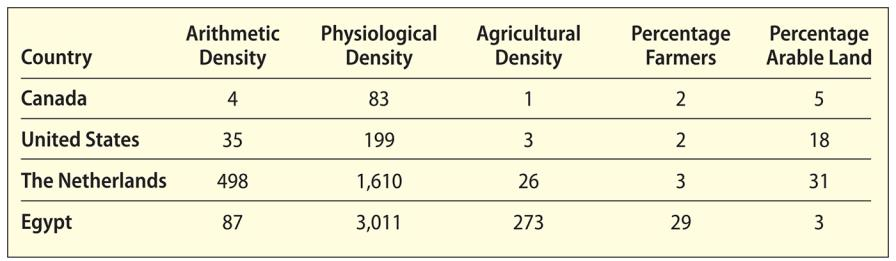 Country Arithmetic Density Physiological Density Agricultural Density Percentage Farmers Percentage Arable Land
Canada 4 83 1 2 5
United States 35 199 3 2 18
The Netherlands 498 1,610 26 3 31
Egypt 87 3,011 273 29 3